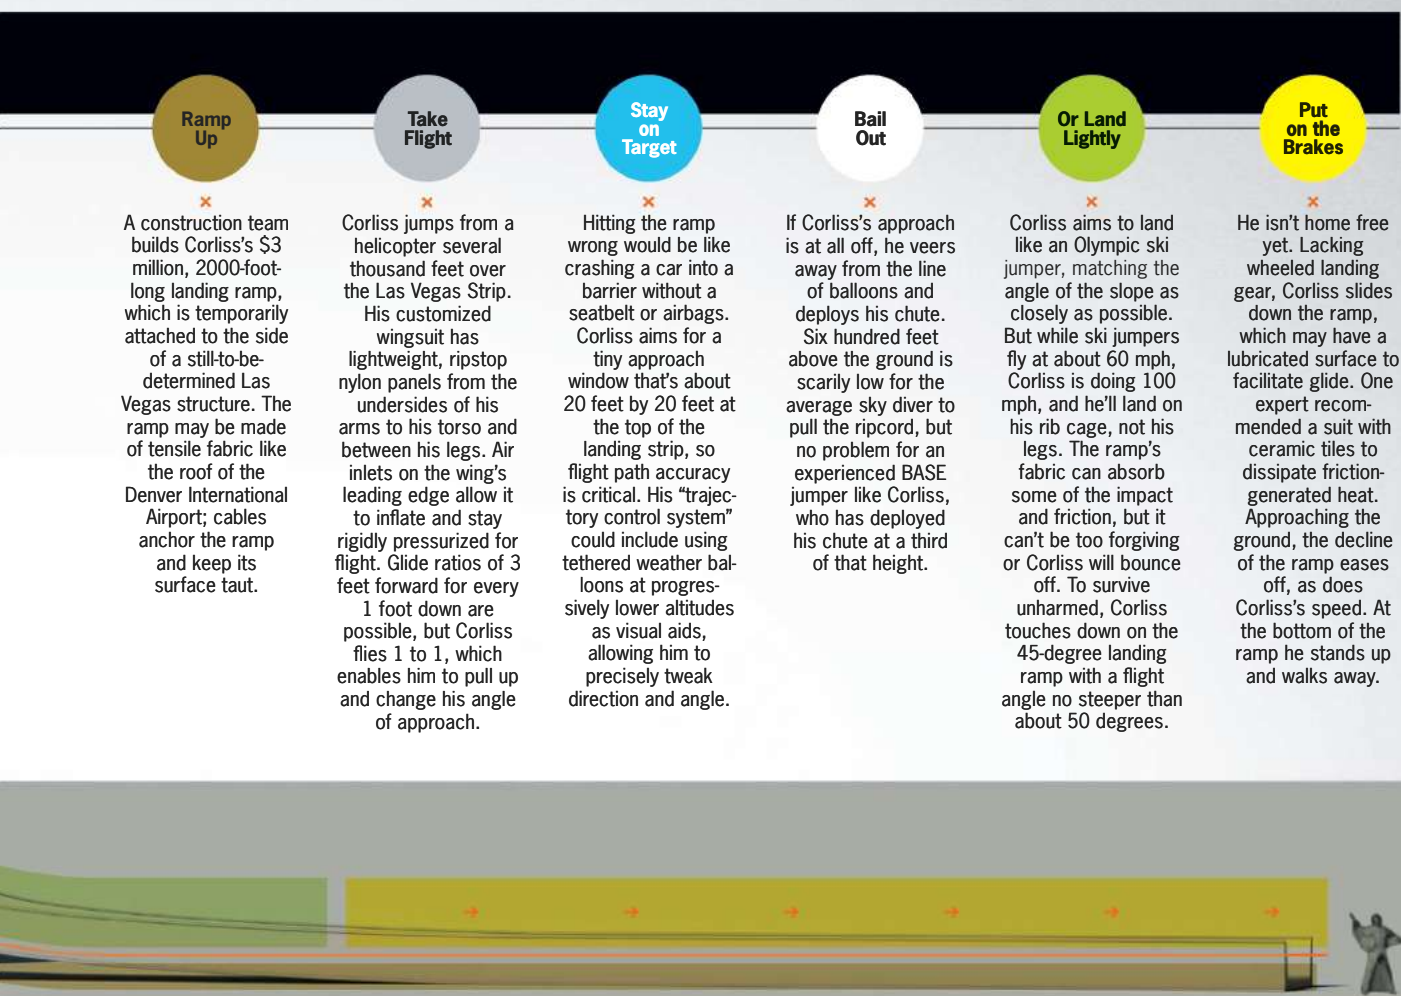 Ramp
Up
×
A construction team
builds Corliss’s $3
million, 2000-foot-
long landing ramp,
which is temporarily
attached to the side
of a still-to-be-
determined Las
Vegas structure. The
ramp may be made
of tensile fabric like
the roof of the
Denver International
Airport; cables
anchor the ramp
and keep its
surface taut.
Take
Flight
×
Corliss jumps from a
helicopter several
thousand feet over
the Las Vegas Strip.
His customized
wingsuit has
lightweight, ripstop
nylon panels from the
undersides of his
arms to his torso and
between his legs. Air
inlets on the wing’s
leading edge allow it
to inflate and stay
rigidly pressurized for
flight. Glide ratios of 3
feet forward for every
1 foot down are
possible, but Corliss
flies 1 to 1, which
enables him to pull up
and change his angle
of approach.
Stay
on
Target
×
Hitting the ramp
wrong would be like
crashing a car into a
barrier without a
seatbelt or airbags.
Corliss aims for a
tiny approach
window that’s about
20 feet by 20 feet at
the top of the
landing strip, so
flight path accuracy
is critical. His “trajec-
tory control system”
could include using
tethered weather bal-
loons at progres-
sively lower altitudes
as visual aids,
allowing him to
precisely tweak
direction and angle.
Bail
Out
×
If Corliss’s approach
is at all off, he veers
away from the line
of balloons and
deploys his chute.
Six hundred feet
above the ground is
scarily low for the
average sky diver to
pull the ripcord, but
no problem for an
experienced BASE
jumper like Corliss,
who has deployed
his chute at a third
of that height.
Or Land
Lightly
×
Corliss aims to land
like an Olympic ski
jumper, matching the
angle of the slope as
closely as possible.
But while ski jumpers
fly at about 60 mph,
Corliss is doing 100
mph, and he’ll land on
his rib cage, not his
legs. The ramp’s
fabric can absorb
some of the impact
and friction, but it
can’t be too forgiving
or Corliss will bounce
off. To survive
unharmed, Corliss
touches down on the
45-degree landing
ramp with a flight
angle no steeper than
about 50 degrees.
Put
on the
Brakes
×
He isn’t home free
yet. Lacking
wheeled landing
gear, Corliss slides
down the ramp,
which may have a
lubricated surface to
facilitate glide. One
expert recom-
mended a suit with
ceramic tiles to
dissipate friction-
generated heat.
Approaching the
ground, the decline
of the ramp eases
off, as does
Corliss’s speed. At
the bottom of the
ramp he stands up
and walks away.